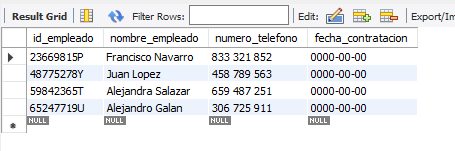 Result Grid Filter Rows: Edit: Export/Im
id_empleado nombre_empleado numero_telefono fecha_contratacion
23669815P Francisco Navarro 833 321 852 0000-00-00
48775278Y Juan Lopez 458 789 563 0000-00-00
59842365T Alejandra Salazar 659 487 251 0000-00-00
65247719U Alejandro Galan 306 725 911 0000-00-00
NULL NULL NULL NULL